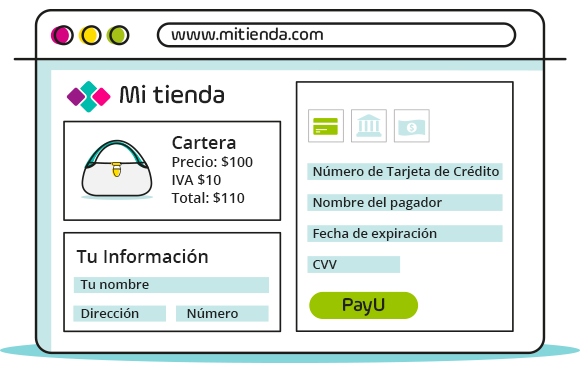 www.mitienda.com
Mi tienda
Cartera
Precio: $100
IVA $10
Total: $110
Tu Información
Tu nombre
Dirección
Número
$
Número de Tarjeta de Crédito
Nombre del pagador
Fecha de expiración
CVV
PayU